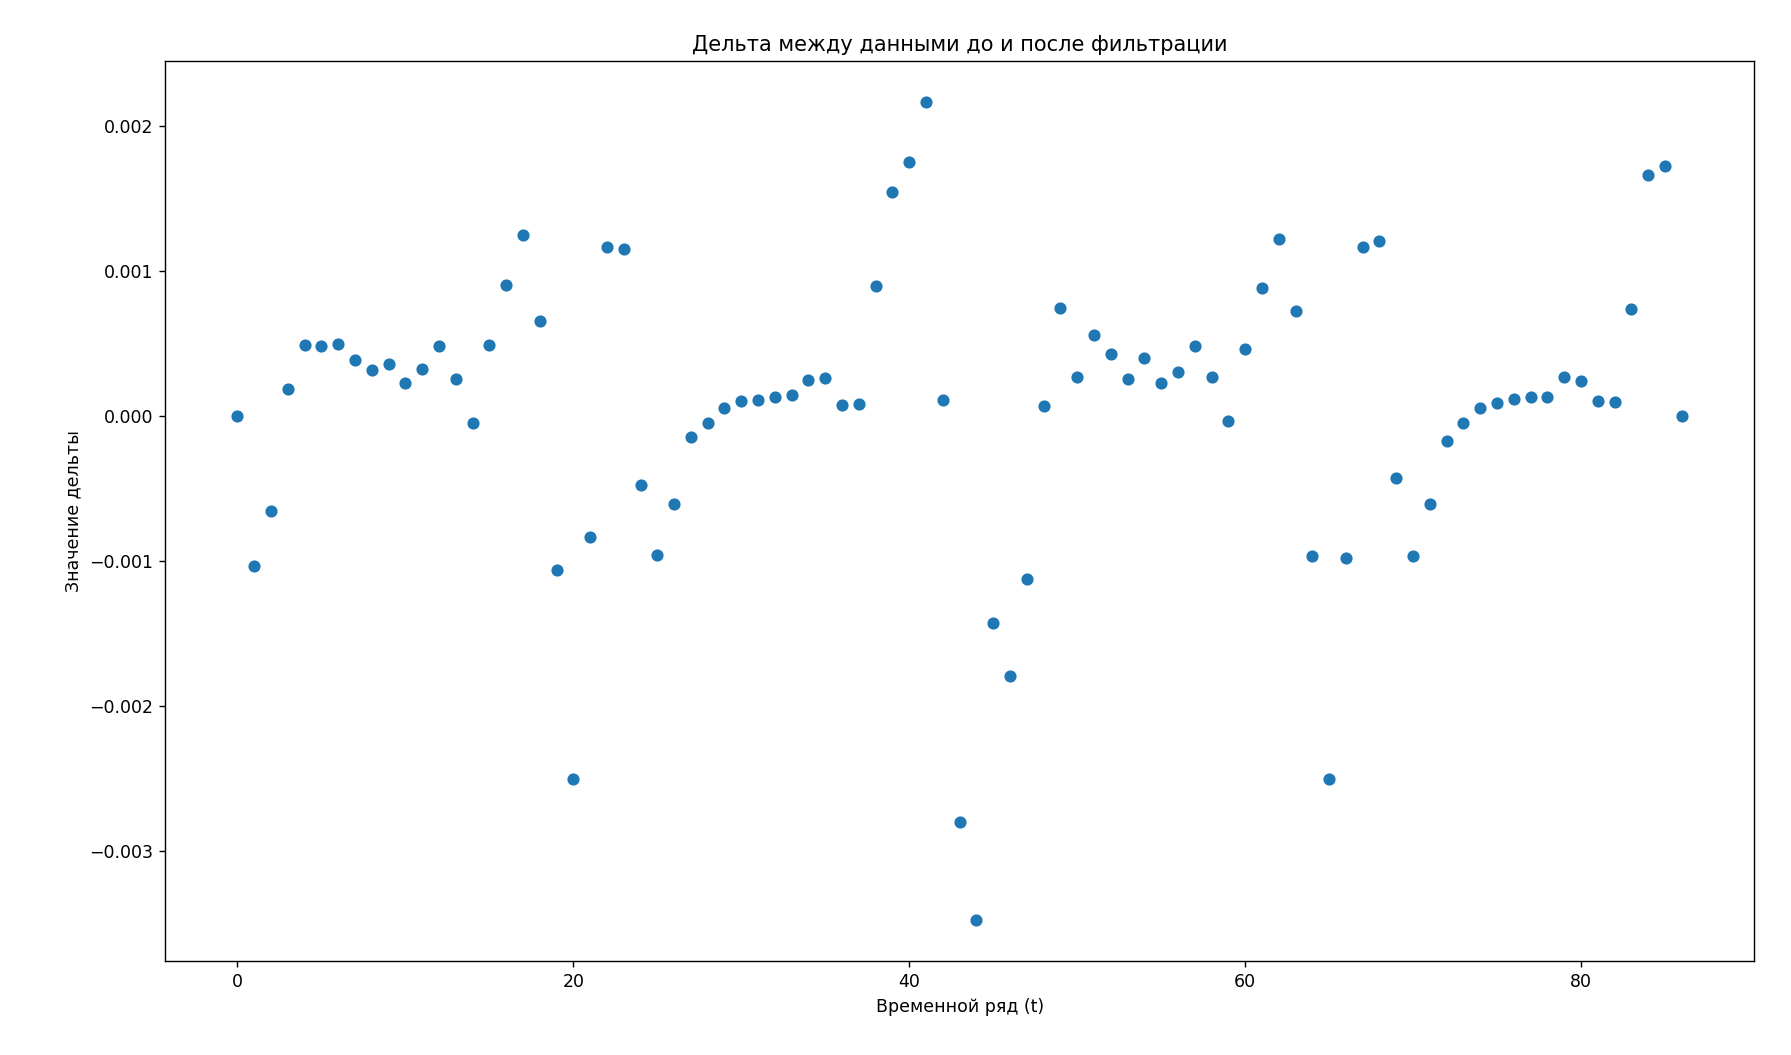 Дельта между данными до и после фильтрации
0.002
0.001
0.000
−0.001
−0.002
−0.003
Значение дельты
0 20 40 60 80
Временной ряд (t)